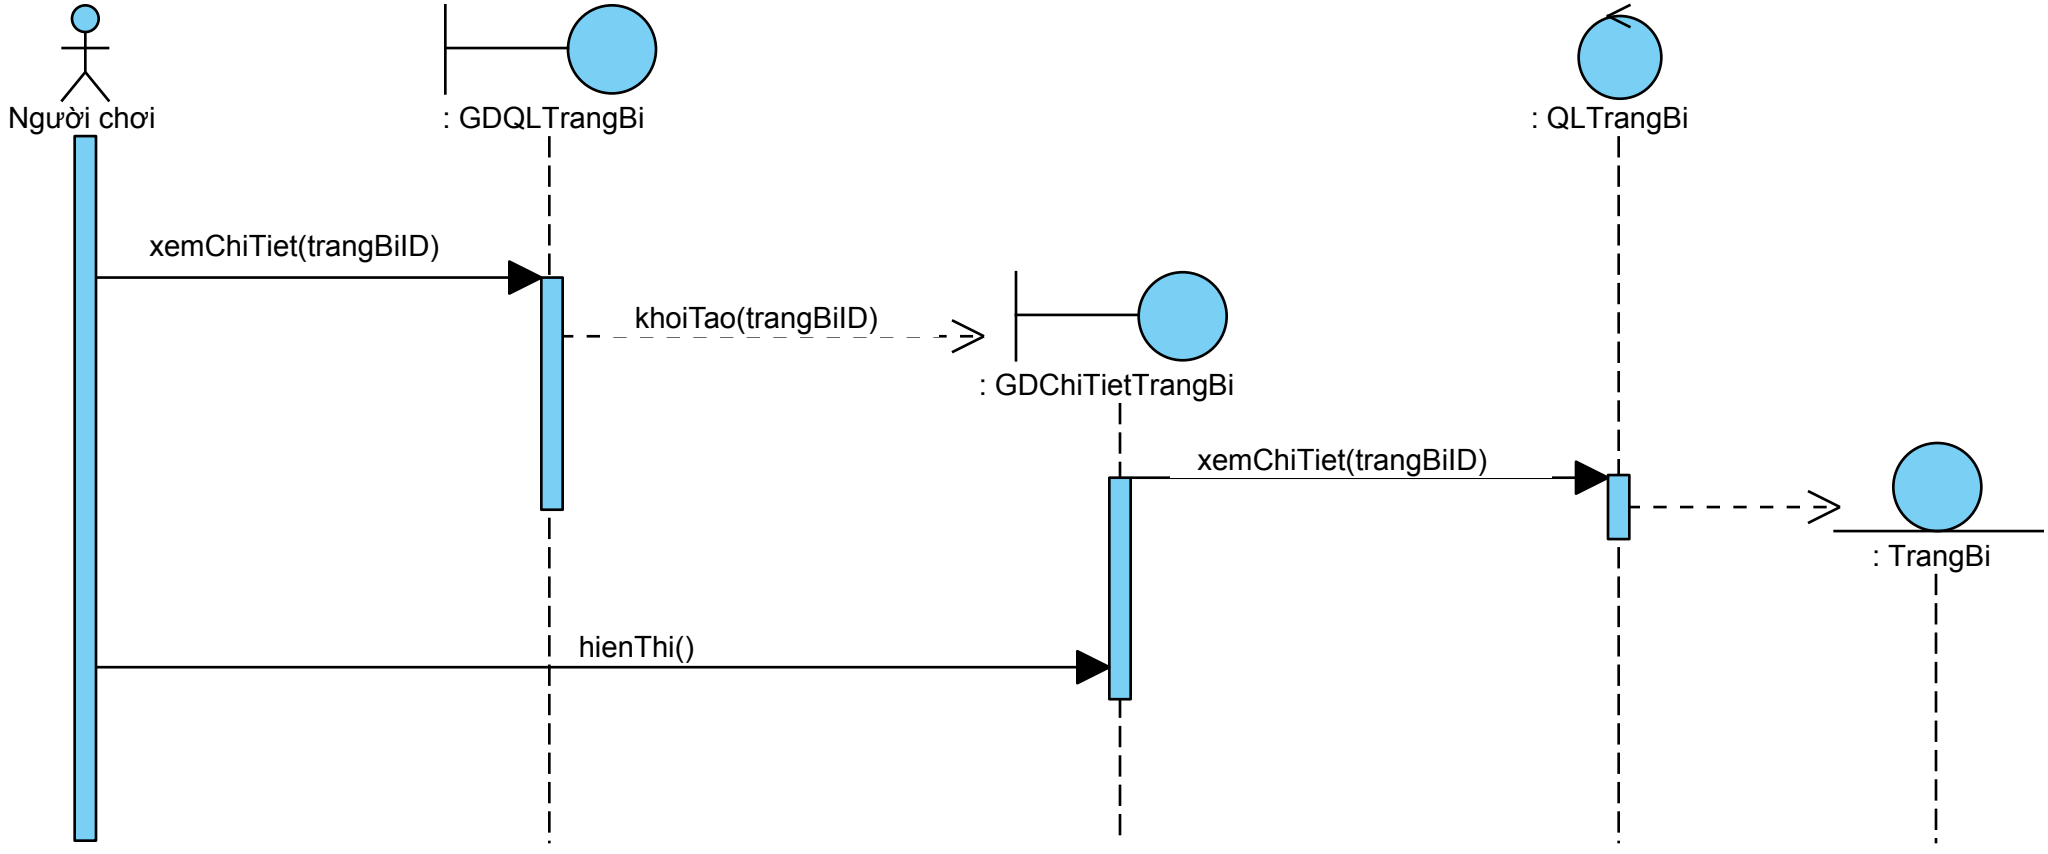 Người chơi
: GDQLTrangBi
: QLTrangBi
xemChiTiet(trangBiID)
khoiTao(trangBiID)
: GDChiTietTrangBi
xemChiTiet(trangBiID)
: TrangBi
hienThi()